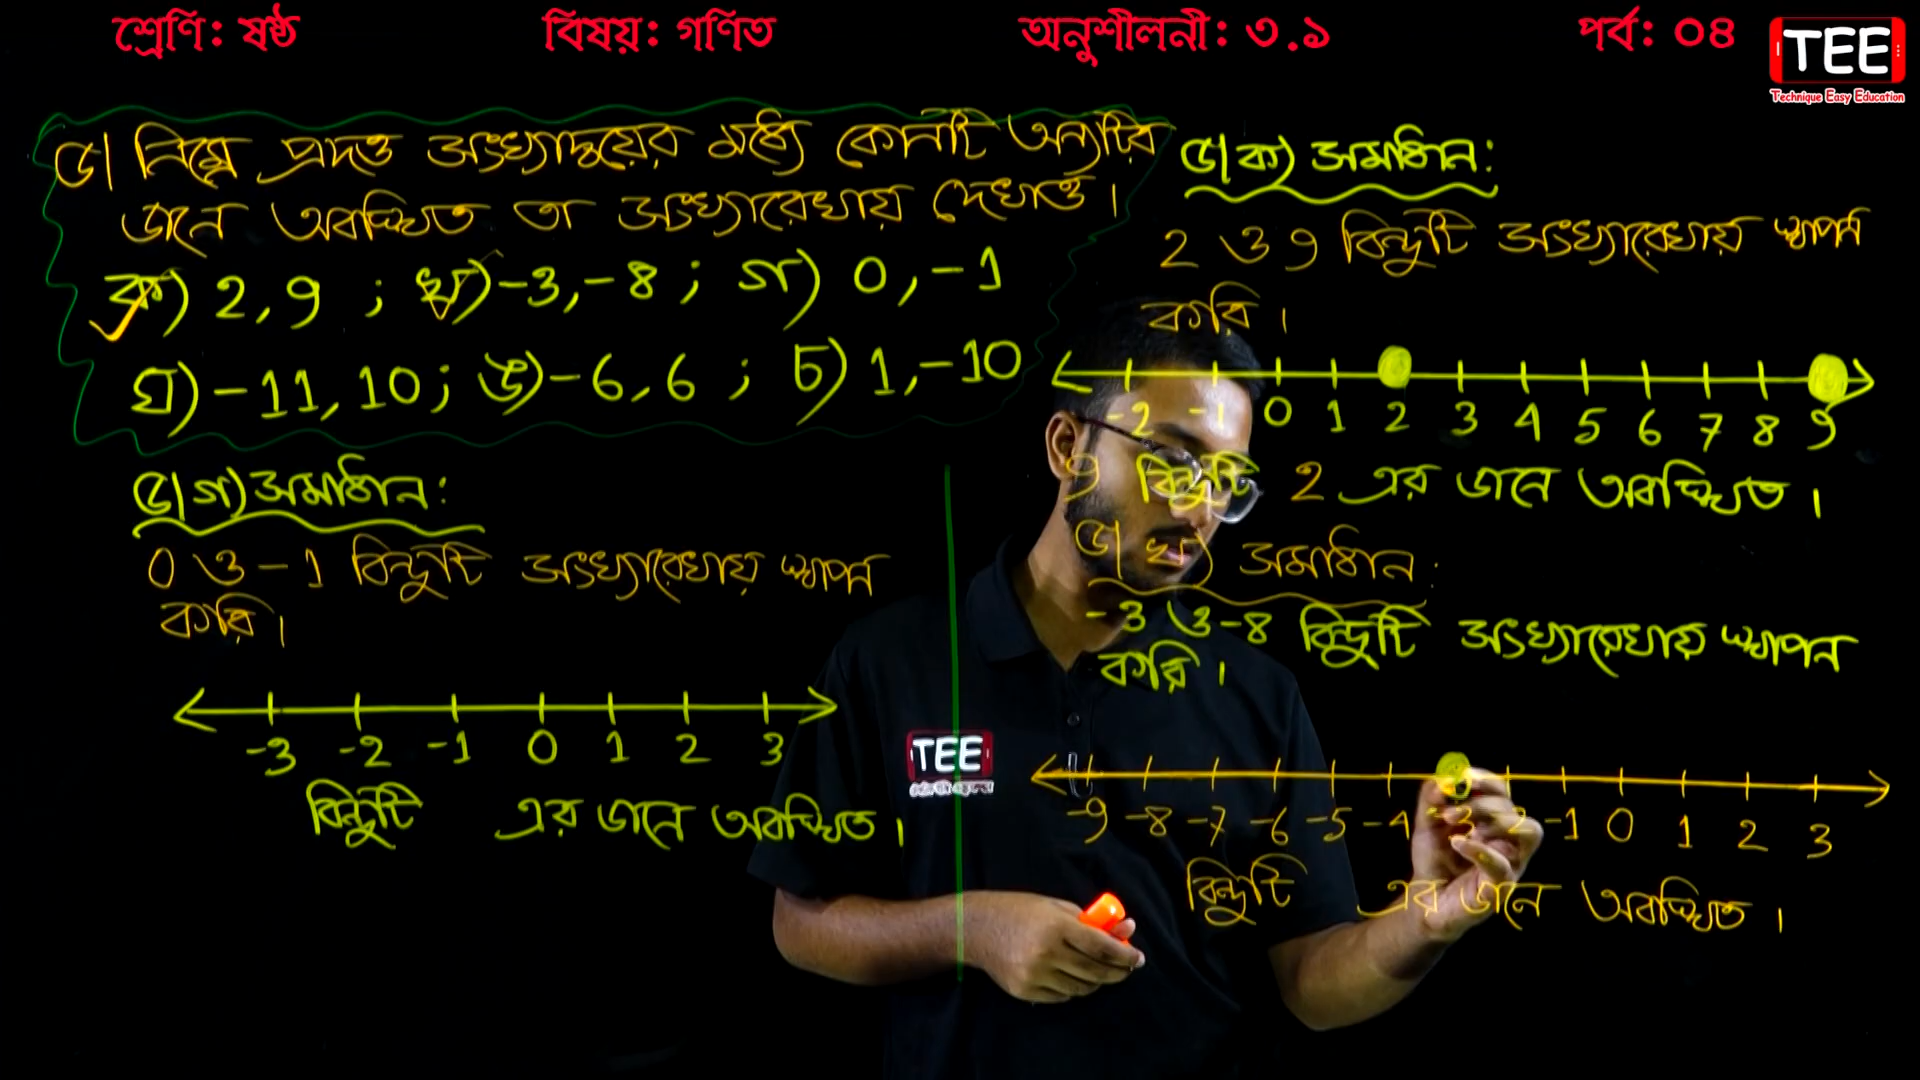 শ্রেণি: ষষ্ঠ
বিষয়: গণিত
অনুশীলনী: ৩.১
পর্ব: ০৪
TEE
Technique Easy Education
৫। নিম্নে প্রদত্ত সংখ্যাদ্বয়ের মধ্যে কোনটি অন্যটির
ডানে অবস্থিত তা সংখ্যারেখায় দেখাও।
ক) 2, 9 ; খ) -3, -8 ; গ) 0, -1
ঘ) -11, 10 ; ঙ) -6, 6 ; চ) 1, -10
৫।গ) সমাধান:
0 ও -1 বিন্দুটি সংখ্যারেখায় স্থাপন
করি।
-3 -2 -1 0 1 2 3
বিন্দুটি এর ডানে অবস্থিত।
৫।ক) সমাধান:
2 ও 9 বিন্দুটি সংখ্যারেখায় স্থাপন
করি।
-2 -1 0 1 2 3 4 5 6 7 8 9
9 বিন্দুটি 2 এর ডানে অবস্থিত।
৫।খ) সমাধান:
-3 ও -8 বিন্দুটি সংখ্যারেখায় স্থাপন
করি।
-9 -8 -7 -6 -5 -4 -3 -2 -1 0 1 2 3
বিন্দুটি এর ডানে অবস্থিত।
TEE